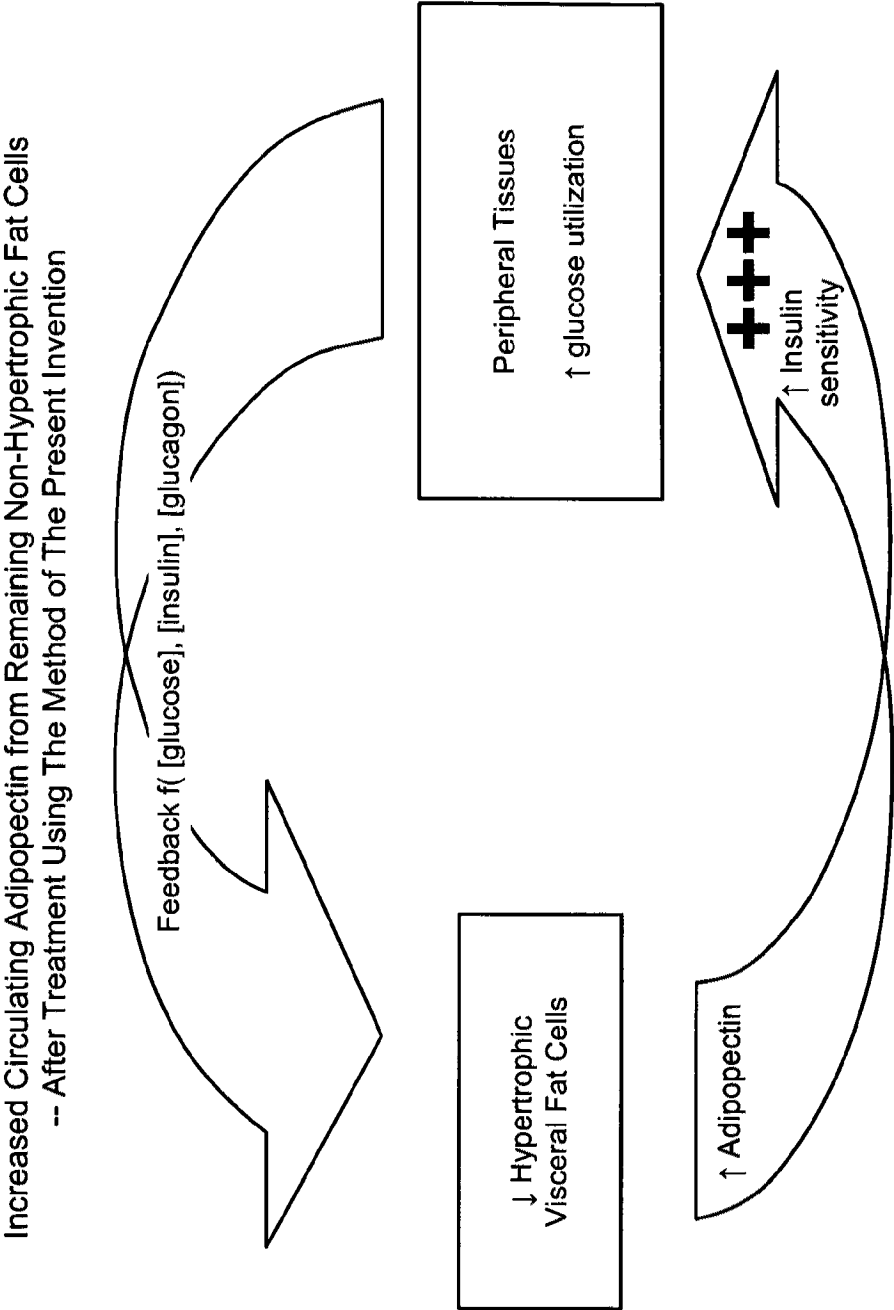 Increased Circulating Adipopectin from Remaining Non-Hypertrophic Fat Cells
-- After Treatment Using The Method of The Present Invention
Feedback f( [glucose], [insulin], [glucagon])
↓ Hypertrophic
Visceral Fat Cells
Peripheral Tissues
↑ glucose utilization
↑ Adipopectin
↑ Insulin
sensitivity
+++